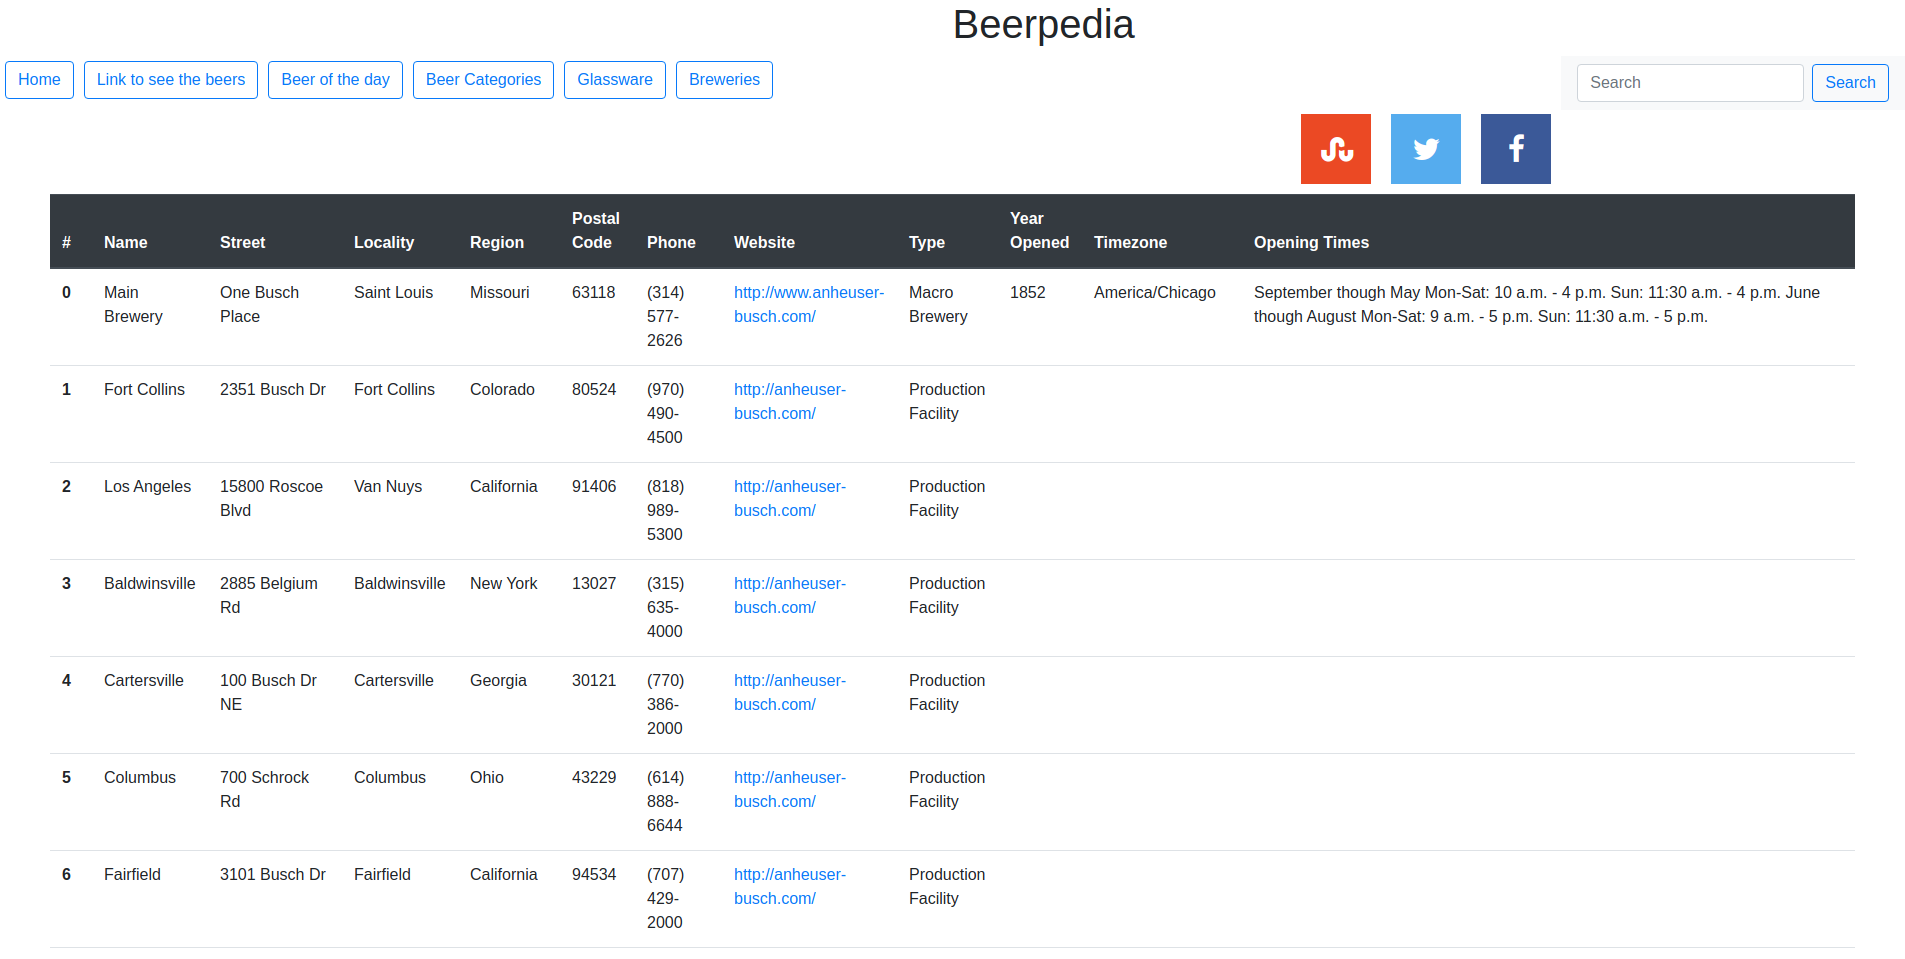 Beerpedia
Home Link to see the beers Beer of the day Beer Categories Glassware Breweries Search Search
# Name Street Locality Region Postal Code Phone Website Type Year Opened Timezone Opening Times
0 Main Brewery One Busch Place Saint Louis Missouri 63118 (314) 577-2626 http://www.anheuser-busch.com/ Macro Brewery 1852 America/Chicago September though May Mon-Sat: 10 a.m. - 4 p.m. Sun: 11:30 a.m. - 4 p.m. June though August Mon-Sat: 9 a.m. - 5 p.m. Sun: 11:30 a.m. - 5 p.m.
1 Fort Collins 2351 Busch Dr Fort Collins Colorado 80524 (970) 490-4500 http://anheuser-busch.com/ Production Facility
2 Los Angeles 15800 Roscoe Blvd Van Nuys California 91406 (818) 989-5300 http://anheuser-busch.com/ Production Facility
3 Baldwinsville 2885 Belgium Rd Baldwinsville New York 13027 (315) 635-4000 http://anheuser-busch.com/ Production Facility
4 Cartersville 100 Busch Dr NE Cartersville Georgia 30121 (770) 386-2000 http://anheuser-busch.com/ Production Facility
5 Columbus 700 Schrock Rd Columbus Ohio 43229 (614) 888-6644 http://anheuser-busch.com/ Production Facility
6 Fairfield 3101 Busch Dr Fairfield California 94534 (707) 429-2000 http://anheuser-busch.com/ Production Facility